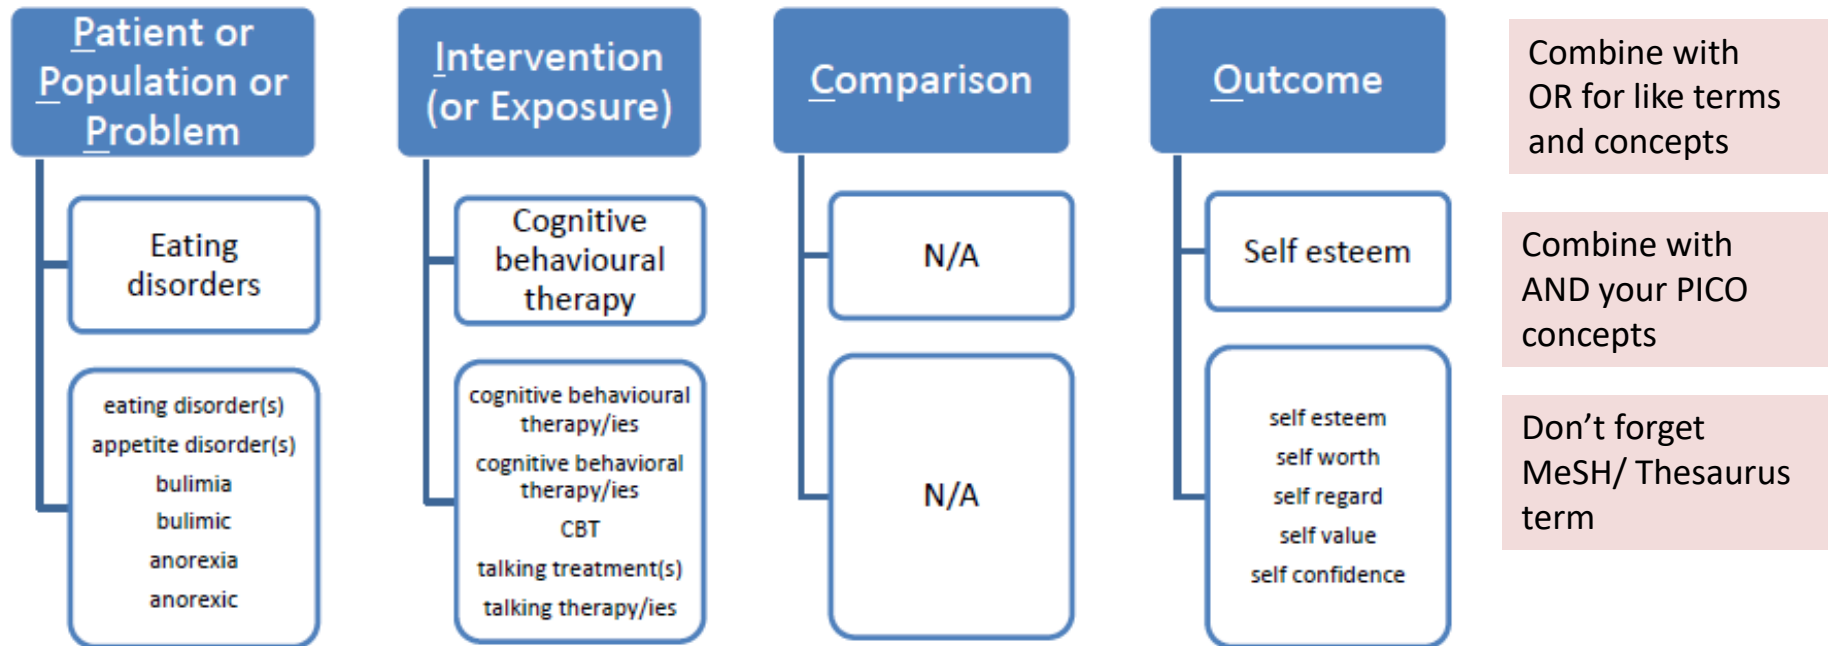 Patient or
Population or
Problem
Eating
disorders
eating disorder(s)
appetite disorder(s)
bulimia
bulimic
anorexia
anorexic
Intervention
(or Exposure)
Cognitive
behavioural
therapy
cognitive behavioural
therapy/ies
cognitive behavioral
therapy/ies
CBT
talking treatment(s)
talking therapy/ies
Comparison
N/A
N/A
Outcome
Self esteem
self esteem
self worth
self regard
self value
self confidence
Combine with
OR for like terms
and concepts
Combine with
AND your PICO
concepts
Don’t forget
MeSH/ Thesaurus
term